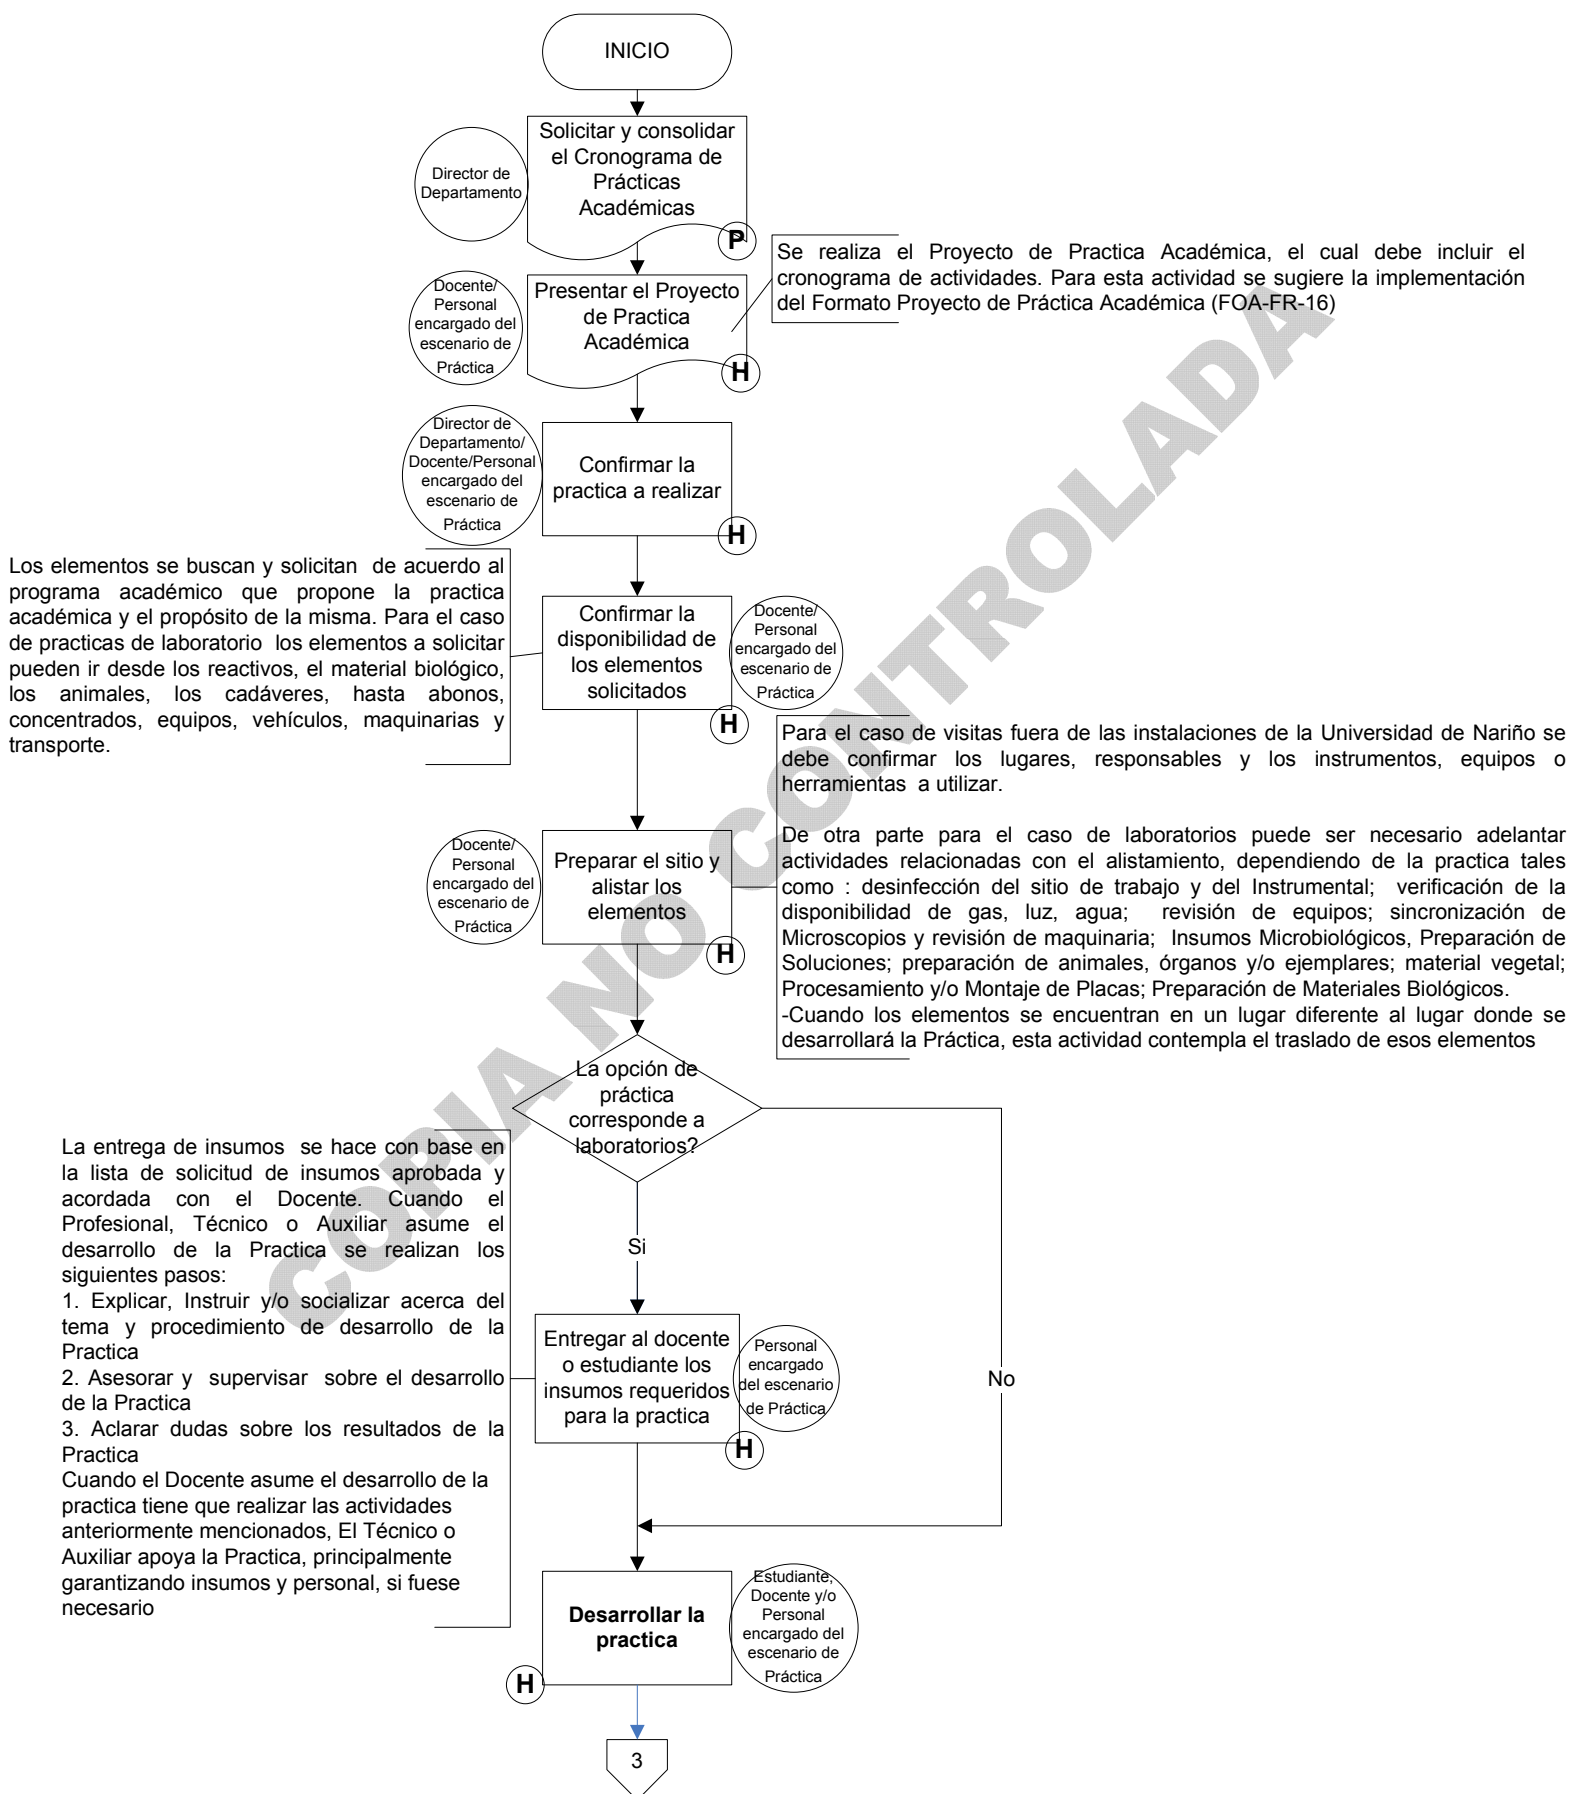 INICIO
Solicitar y consolidar
el Cronograma de
Prácticas
Académicas
Director de
Departamento
P
Se realiza el Proyecto de Practica Académica, el cual debe incluir el
cronograma de actividades. Para esta actividad se sugiere la implementación
del Formato Proyecto de Práctica Académica (FOA-FR-16)
Docente/
Personal
encargado del
escenario de
Práctica
Presentar el Proyecto
de Practica
Académica
H
Director de
Departamento/
Docente/Personal
encargado del
escenario de
Práctica
Confirmar la
practica a realizar
H
Los elementos se buscan y solicitan de acuerdo al
programa académico que propone la practica
académica y el propósito de la misma. Para el caso
de practicas de laboratorio los elementos a solicitar
pueden ir desde los reactivos, el material biológico,
los animales, los cadáveres, hasta abonos,
concentrados, equipos, vehículos, maquinarias y
transporte.
Confirmar la
disponibilidad de
los elementos
solicitados
Docente/
Personal
encargado del
escenario de
Práctica
H
Para el caso de visitas fuera de las instalaciones de la Universidad de Nariño se
debe confirmar los lugares, responsables y los instrumentos, equipos o
herramientas a utilizar.
De otra parte para el caso de laboratorios puede ser necesario adelantar
actividades relacionadas con el alistamiento, dependiendo de la practica tales
como : desinfección del sitio de trabajo y del Instrumental; verificación de la
disponibilidad de gas, luz, agua; revisión de equipos; sincronización de
Microscopios y revisión de maquinaria; Insumos Microbiológicos, Preparación de
Soluciones; preparación de animales, órganos y/o ejemplares; material vegetal;
Procesamiento y/o Montaje de Placas; Preparación de Materiales Biológicos.
-Cuando los elementos se encuentran en un lugar diferente al lugar donde se
desarrollará la Práctica, esta actividad contempla el traslado de esos elementos
Docente/
Personal
encargado del
escenario de
Práctica
Preparar el sitio y
alistar los
elementos
H
La opción de
práctica
corresponde a
laboratorios?
Si
No
La entrega de insumos se hace con base en
la lista de solicitud de insumos aprobada y
acordada con el Docente. Cuando el
Profesional, Técnico o Auxiliar asume el
desarrollo de la Practica se realizan los
siguientes pasos:
1. Explicar, Instruir y/o socializar acerca del
tema y procedimiento de desarrollo de la
Practica
2. Asesorar y supervisar sobre el desarrollo
de la Practica
3. Aclarar dudas sobre los resultados de la
Practica
Cuando el Docente asume el desarrollo de la
practica tiene que realizar las actividades
anteriormente mencionados, El Técnico o
Auxiliar apoya la Practica, principalmente
garantizando insumos y personal, si fuese
necesario
Entregar al docente
o estudiante los
insumos requeridos
para la practica
Personal
encargado
del escenario
de Práctica
H
Desarrollar la
practica
Estudiante,
Docente y/o
Personal
encargado del
escenario de
Práctica
H
3
COPIA NO CONTROLADA